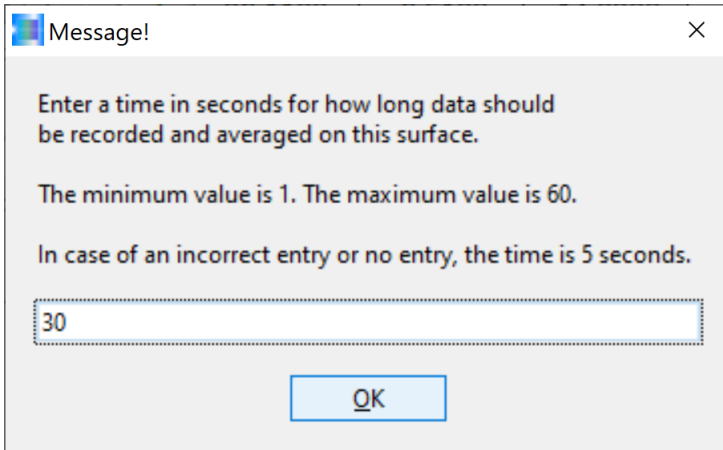 Message!
Enter a time in seconds for how long data should
be recorded and averaged on this surface.
The minimum value is 1. The maximum value is 60.
In case of an incorrect entry or no entry, the time is 5 seconds.
30
OK